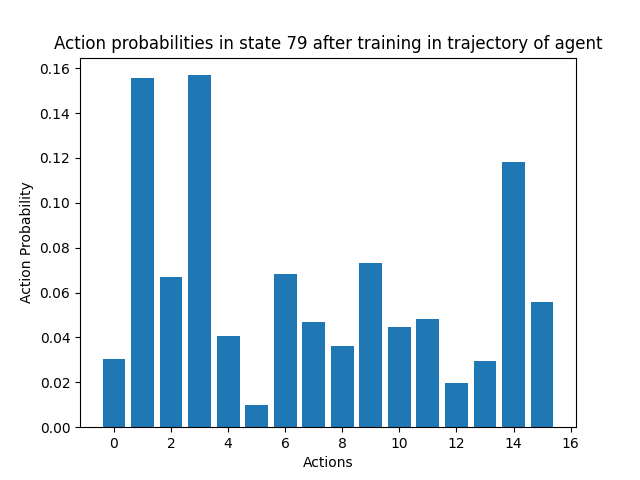 Action probabilities in state 79 after training in trajectory of agent
0.16
0.14
0.12
0.10
0.08
0.06
0.04
0.02
0.00
Action Probability
0 2 4 6 8 10 12 14 16
Actions